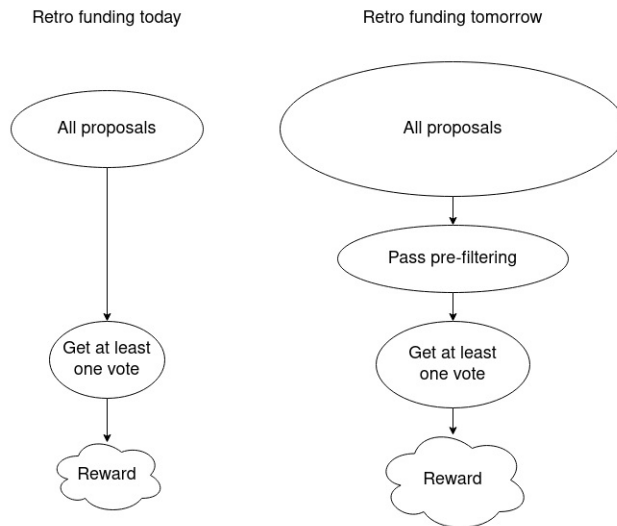 Retro funding today
Retro funding tomorrow
All proposals
All proposals
Pass pre-filtering
Get at least
one vote
Get at least
one vote
Reward
Reward